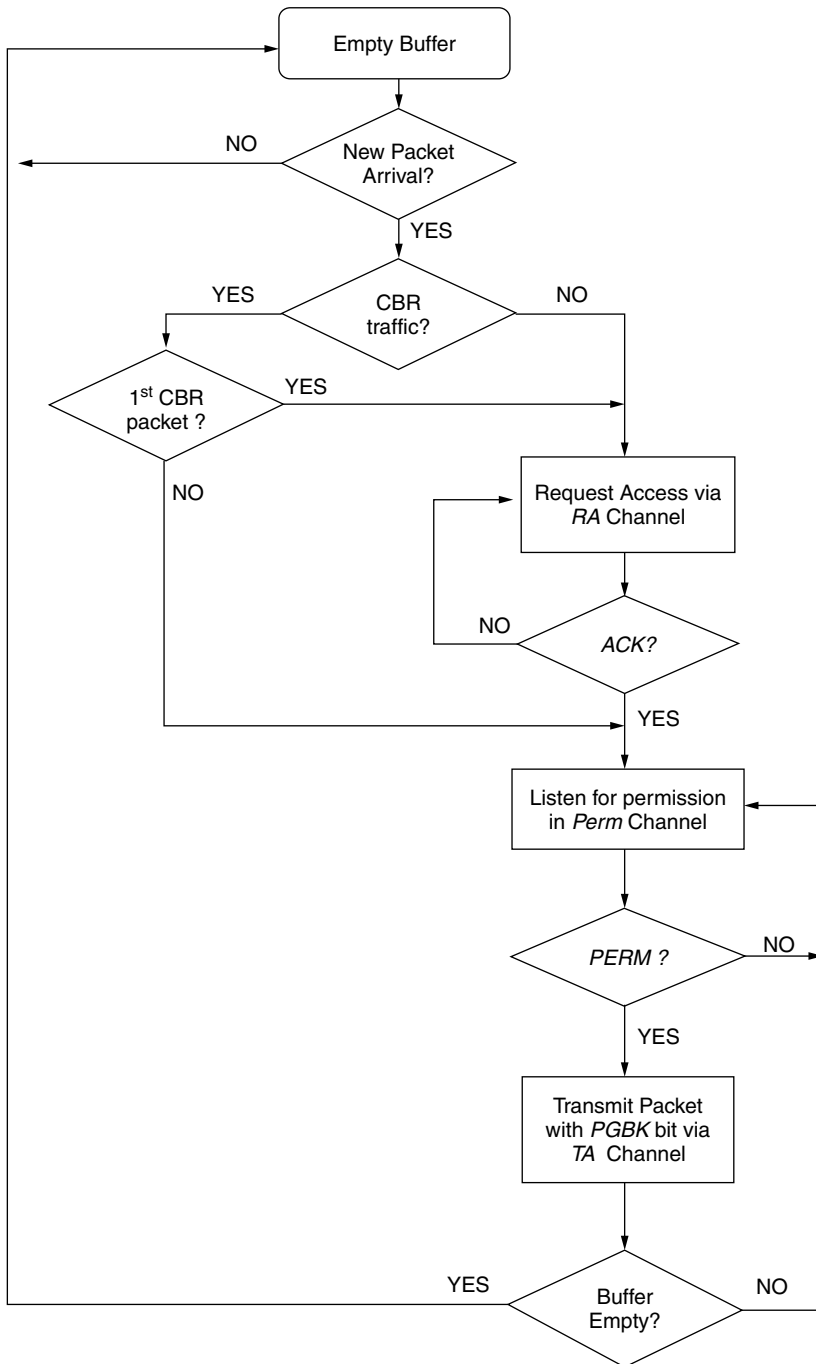 Empty Buffer
NO
New Packet
Arrival?
YES
YES
CBR
traffic?
NO
1st CBR
packet ?
YES
NO
Request Access via
RA Channel
NO
ACK?
YES
Listen for permission
in Perm Channel
PERM ?
NO
YES
Transmit Packet
with PGBK bit via
TA Channel
YES
Buffer
Empty?
NO